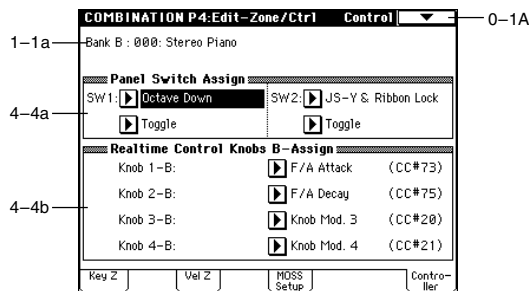 COMBINATION P4:Edit-Zone/Ctrl Control
0-1A
1-1a
Bank B : 000: Stereo Piano
Panel Switch Assign
4-4a
SW1: Octave Down SW2: JS-Y & Ribbon Lock
Toggle Toggle
Realtime Control Knobs B-Assign
4-4b
Knob 1-B: F/A Attack (CC#73)
Knob 2-B: F/A Decay (CC#75)
Knob 3-B: Knob Mod. 3 (CC#20)
Knob 4-B: Knob Mod. 4 (CC#21)
Key Z Vel Z MOSS Setup Contro-ller